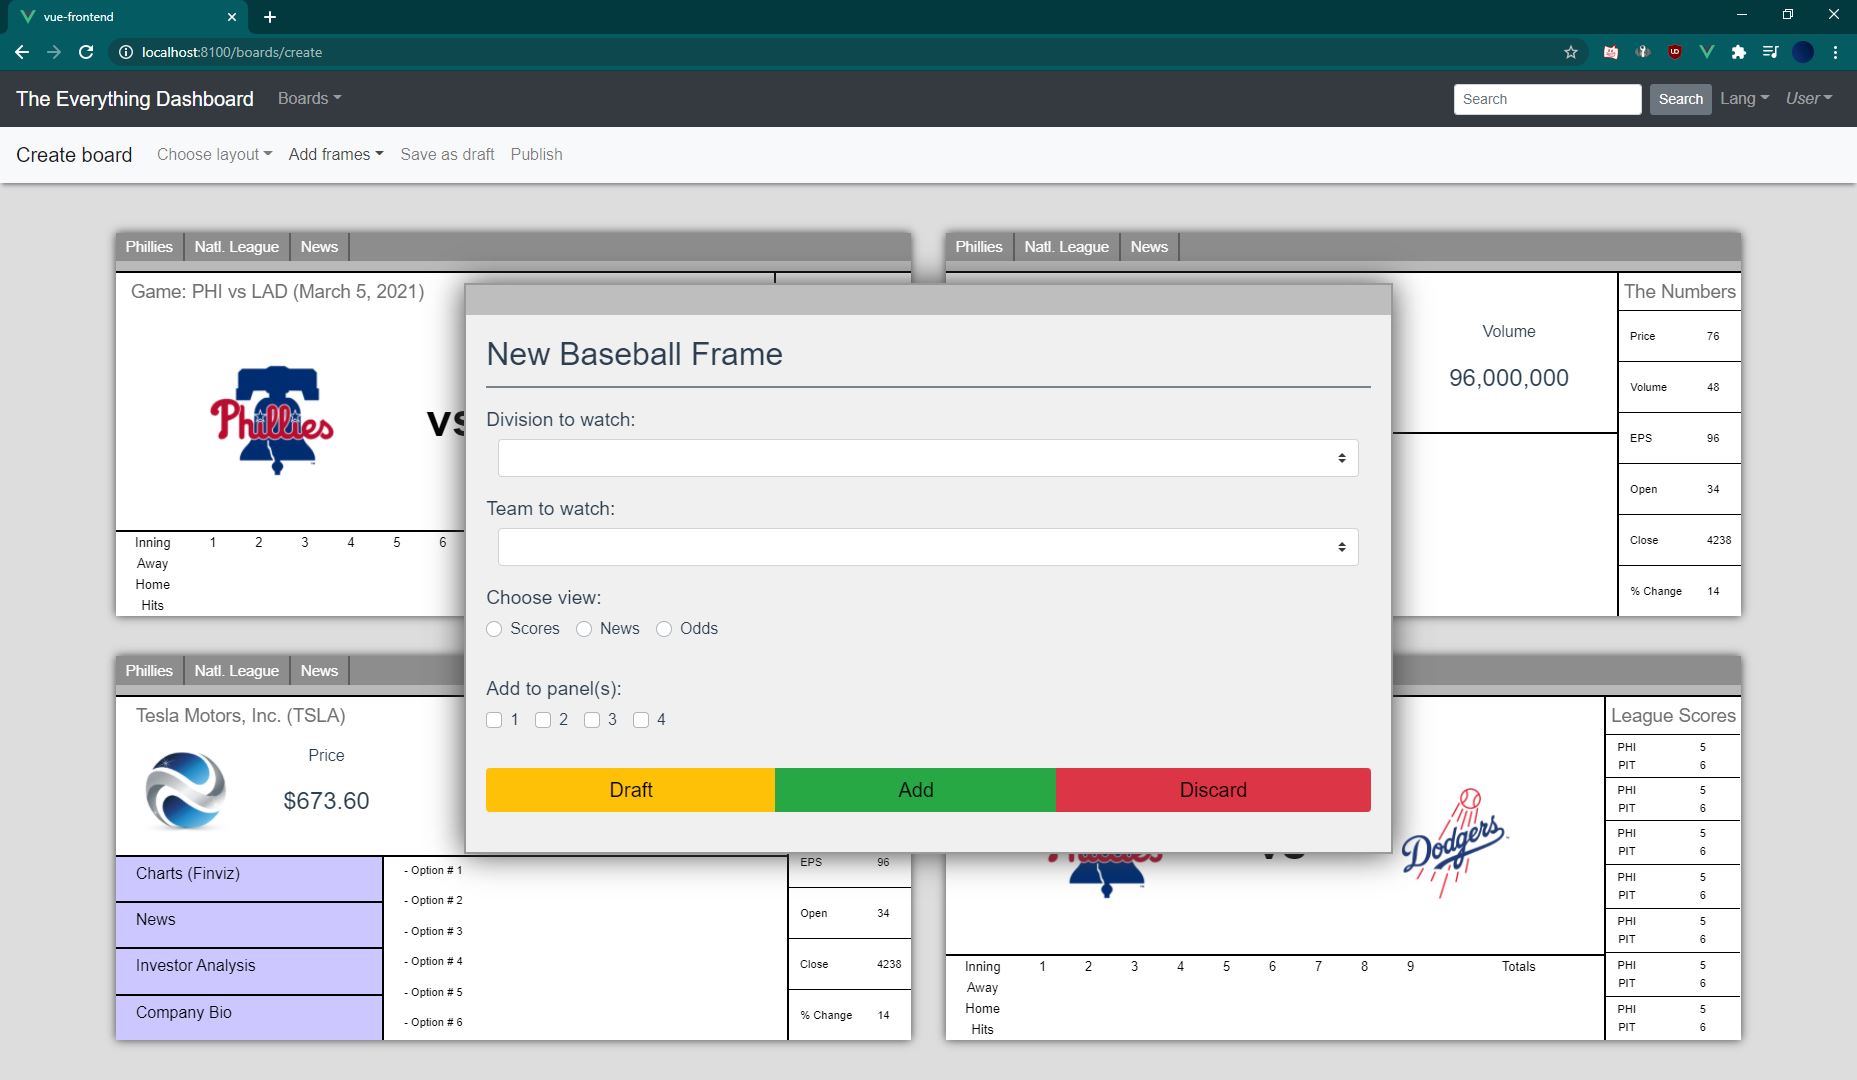 vue-frontend
localhost:8100/boards/create
The Everything Dashboard Boards Search Search Lang User
Create board Choose layout Add frames Save as draft Publish
Phillies Natl. League News
Game: PHI vs LAD (March 5, 2021)
Phillies
vs
Inning 1 2 3 4 5 6
Away
Home
Hits
Phillies Natl. League News
Volume
96,000,000
The Numbers
Price 76
Volume 48
EPS 96
Open 34
Close 4238
% Change 14
New Baseball Frame
Division to watch:
Team to watch:
Choose view:
Scores News Odds
Add to panel(s):
1 2 3 4
Draft Add Discard
Phillies Natl. League News
Tesla Motors, Inc. (TSLA)
Price
$673.60
Charts (Finviz)
News
Investor Analysis
Company Bio
- Option # 1
- Option # 2
- Option # 3
- Option # 4
- Option # 5
- Option # 6
EPS 96
Open 34
Close 4238
% Change 14
Phillies
vs
Dodgers
Inning 1 2 3 4 5 6 7 8 9 Totals
Away
Home
Hits
League Scores
PHI 5
PIT 6
PHI 5
PIT 6
PHI 5
PIT 6
PHI 5
PIT 6
PHI 5
PIT 6
PHI 5
PIT 6
PHI 5
PIT 6